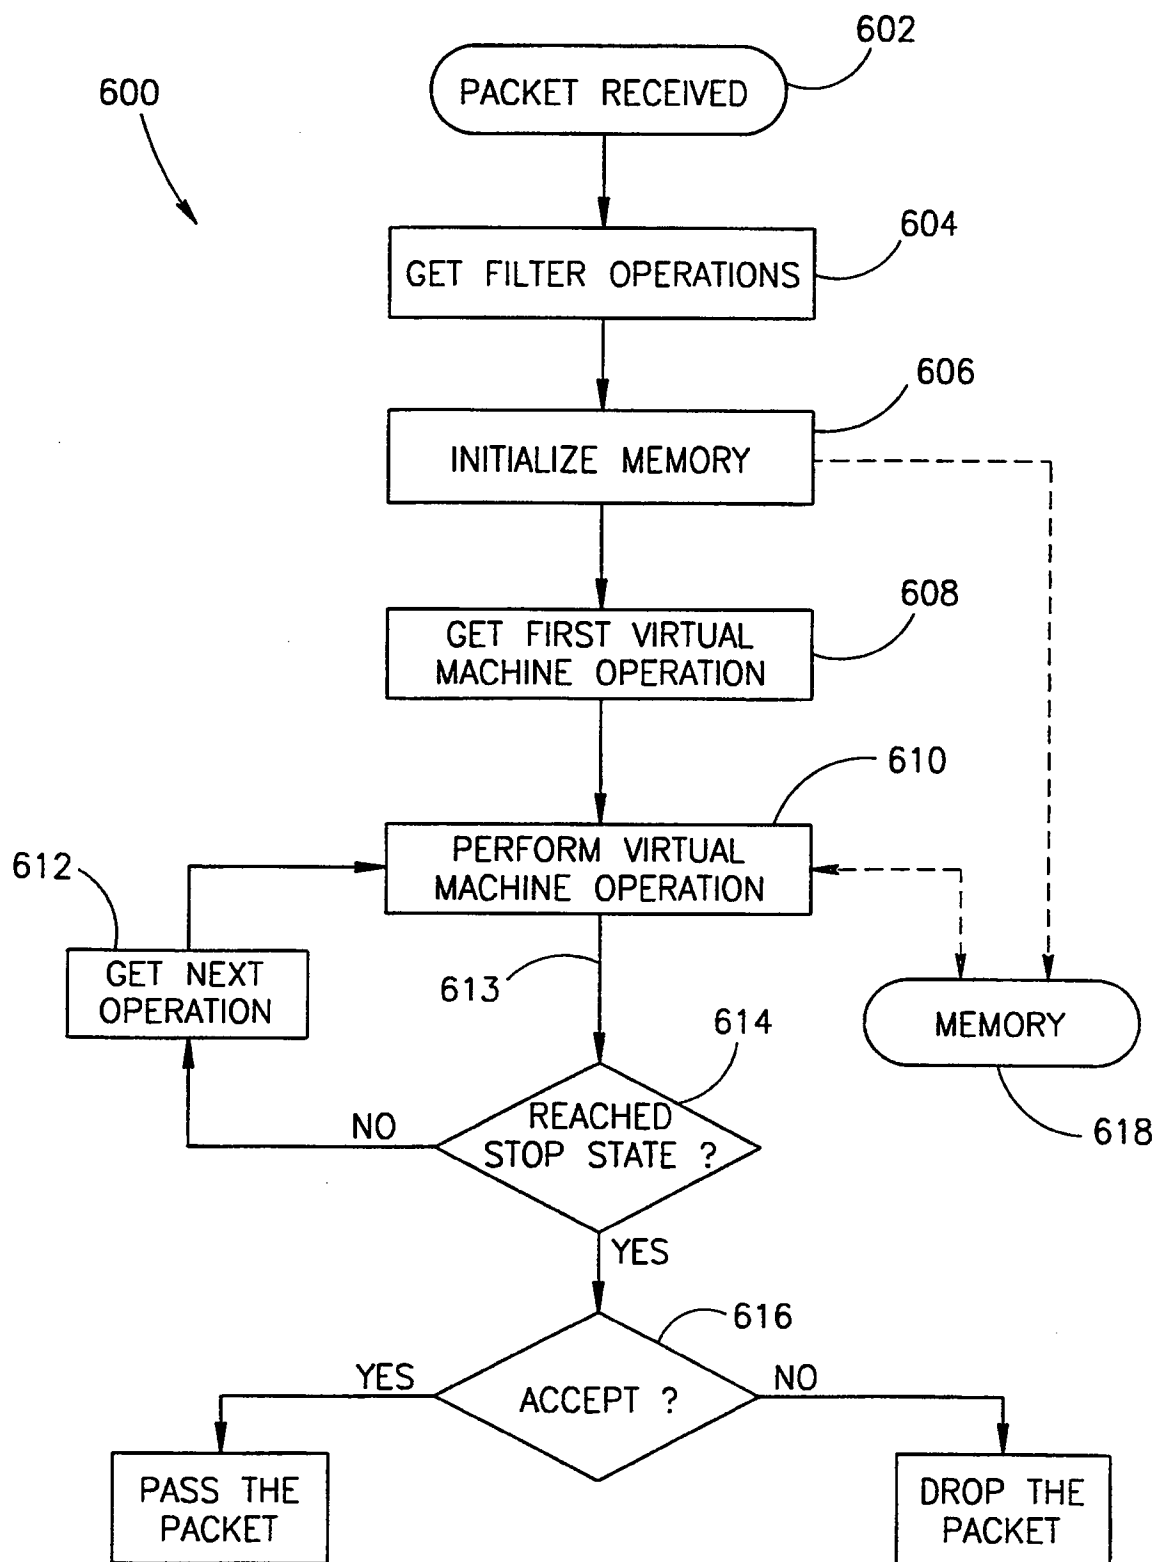 602
PACKET RECEIVED
600
604
GET FILTER OPERATIONS
606
INITIALIZE MEMORY
608
GET FIRST VIRTUAL
MACHINE OPERATION
610
PERFORM VIRTUAL
MACHINE OPERATION
612
GET NEXT
OPERATION
613
MEMORY
614
618
REACHED
STOP STATE ?
NO
YES
616
ACCEPT ?
YES
NO
PASS THE
PACKET
DROP THE
PACKET